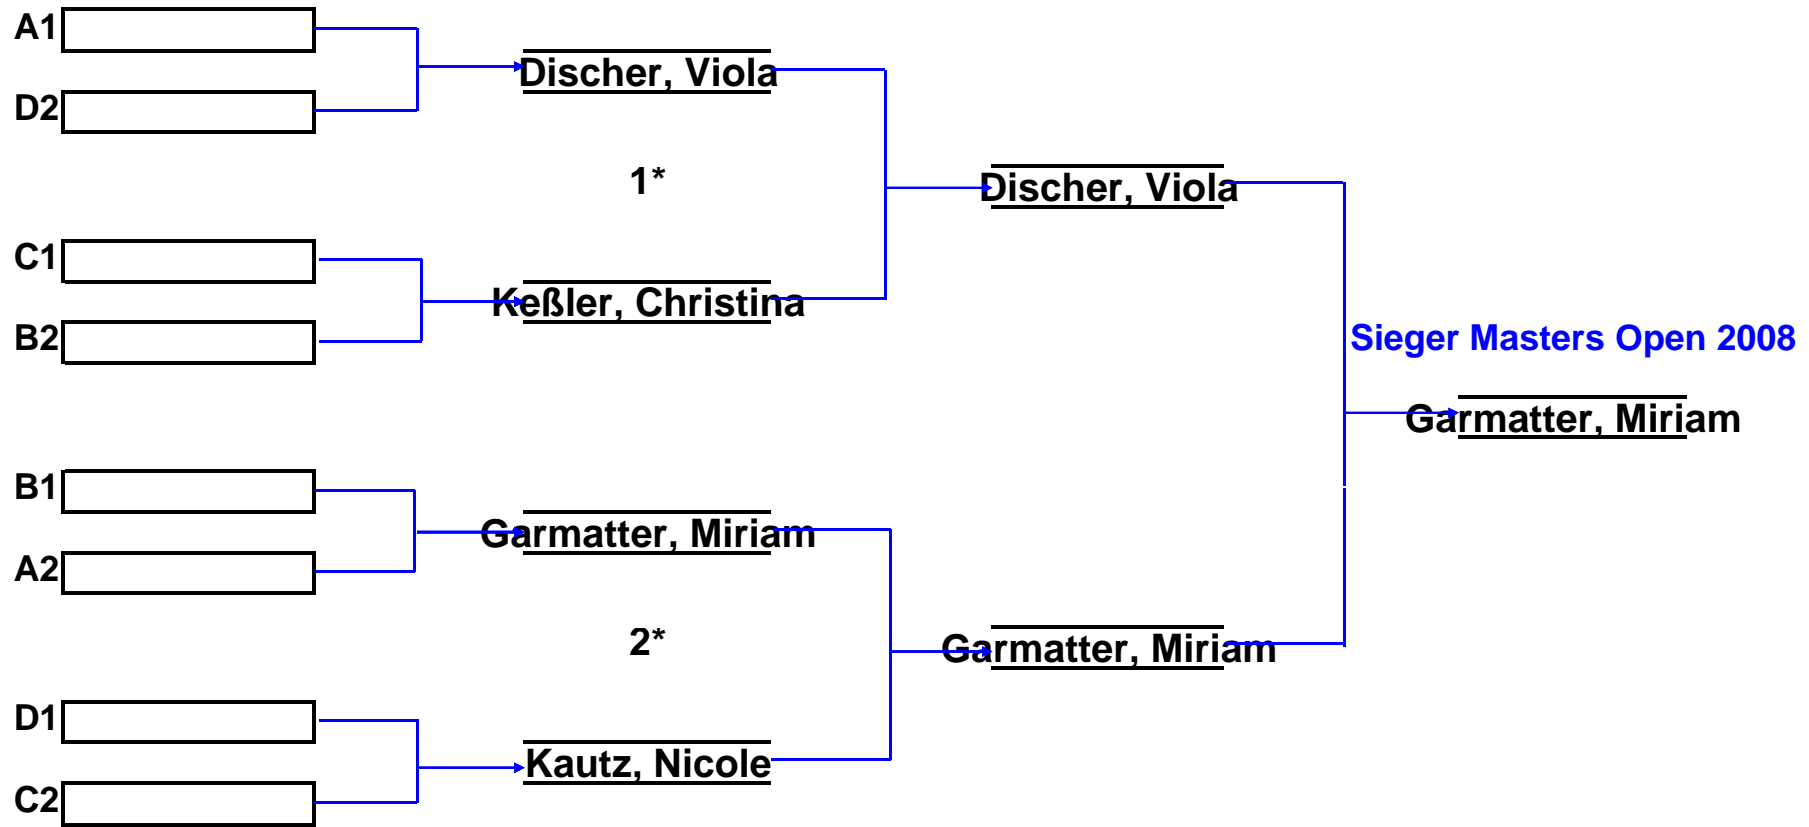 A1
Discher, Viola
D2
1*
Discher, Viola
C1
Keßler, Christina
B2
Sieger Masters Open 2008
Garmatter, Miriam
B1
Garmatter, Miriam
A2
2*
Garmatter, Miriam
D1
Kautz, Nicole
C2